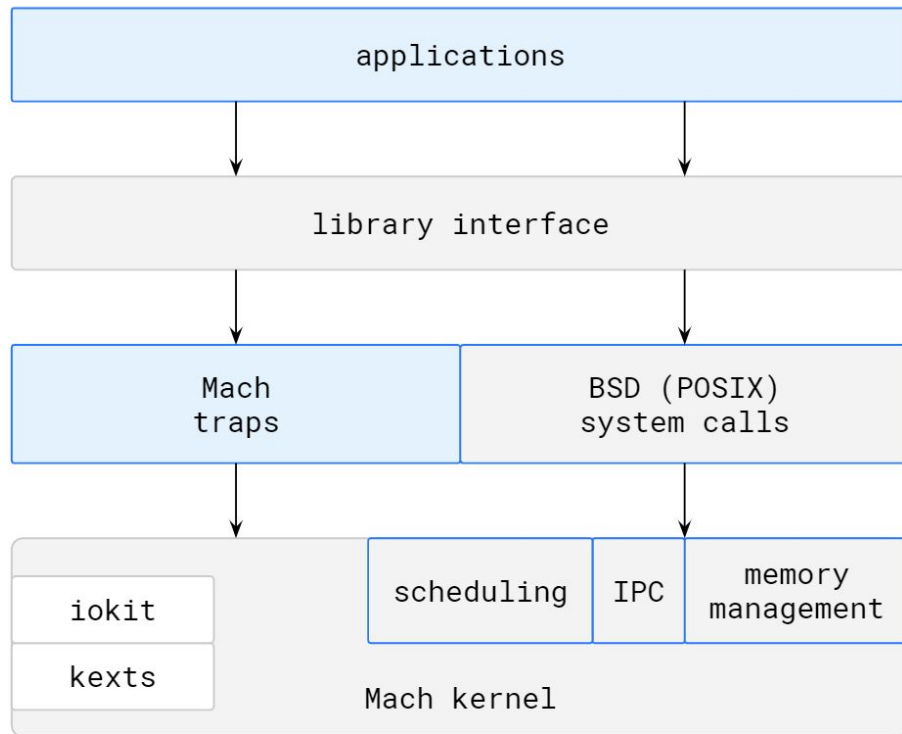 applications
library interface
Mach
traps
BSD (POSIX)
system calls
iokit
kexts
scheduling
IPC
memory
management
Mach kernel